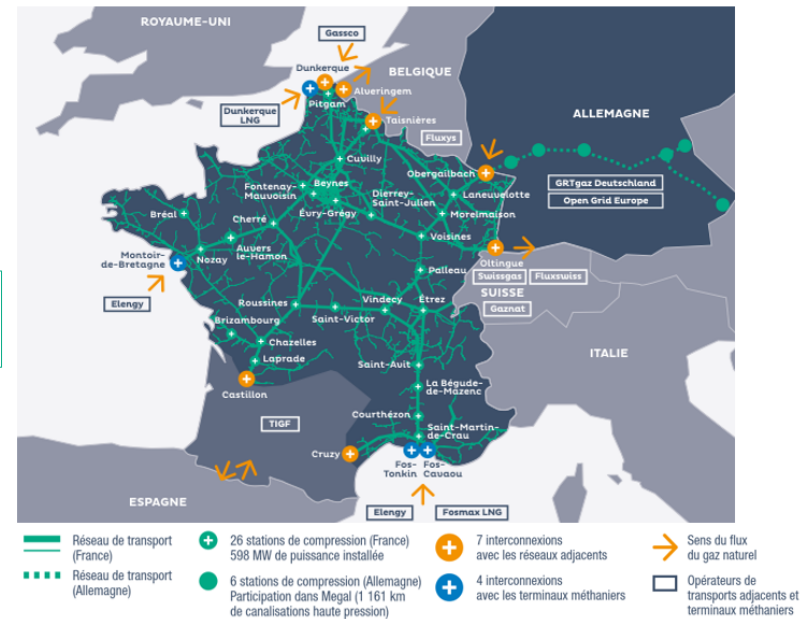 ROYAUME-UNI
Gassco
Dunkerque
BELGIQUE
Alveringem
Pitgam
Dunkerque
LNG
Taisnières
ALLEMAGNE
Fluxys
Cuvilly
Obergailbach
GRTgaz Deutschland
Open Grid Europe
Fontenay-
Mauvoisin
Beynes
Dierrey-
Saint-Julien
Laneuvelotte
Évry-Grégy
Morelmaison
Bréal
Cherré
Voisines
Auvers
le-Hamon
Nozay
Montoir-
de-Bretagne
Oltingue
Swissgas
Fluxswiss
Palleau
SUISSE
Gaznat
Elengy
Roussines
Vindecy
Étrez
Saint-Victor
Brizambourg
Chazelles
Laprade
ITALIE
Saint-Avit
Castillon
La Bégude-
de-Mazenc
Courthézon
TIGF
Saint-Martin-
de-Crau
Cruzy
Fos-
Tonkin
Fos-
Cavaou
ESPAGNE
Elengy
Fosmax LNG
Réseau de transport
(France)
Réseau de transport
(Allemagne)
26 stations de compression (France)
598 MW de puissance installée
6 stations de compression (Allemagne)
Participation dans Megal (1 161 km
de canalisations haute pression)
7 interconnexions
avec les réseaux adjacents
4 interconnexions
avec les terminaux méthaniers
Sens du flux
du gaz naturel
Opérateurs de
transports adjacents et
terminaux méthaniers